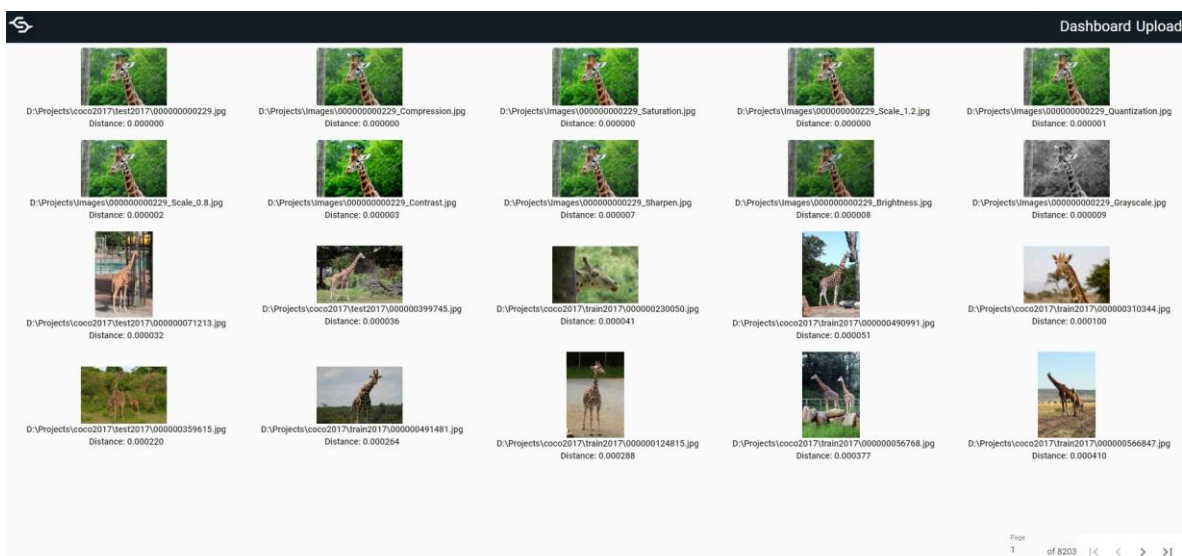 Dashboard Upload
D:\Projects\coco2017\test2017\000000000229.jpg
Distance: 0.000000
D:\Projects\Images\000000000229_Compression.jpg
Distance: 0.000000
D:\Projects\Images\000000000229_Saturation.jpg
Distance: 0.000000
D:\Projects\Images\000000000229_Scale_1.2.jpg
Distance: 0.000000
D:\Projects\Images\000000000229_Quantization.jpg
Distance: 0.000001
D:\Projects\Images\000000000229_Scale_0.8.jpg
Distance: 0.000002
D:\Projects\Images\000000000229_Contrast.jpg
Distance: 0.000003
D:\Projects\Images\000000000229_Sharpen.jpg
Distance: 0.000007
D:\Projects\Images\000000000229_Brightness.jpg
Distance: 0.000008
D:\Projects\Images\000000000229_Grayscale.jpg
Distance: 0.000009
D:\Projects\coco2017\test2017\000000071213.jpg
Distance: 0.000032
D:\Projects\coco2017\test2017\000000399745.jpg
Distance: 0.000036
D:\Projects\coco2017\train2017\000000230050.jpg
Distance: 0.000041
D:\Projects\coco2017\train2017\000000490991.jpg
Distance: 0.000051
D:\Projects\coco2017\train2017\000000310344.jpg
Distance: 0.000100
D:\Projects\coco2017\test2017\000000359615.jpg
Distance: 0.000220
D:\Projects\coco2017\train2017\000000491481.jpg
Distance: 0.000264
D:\Projects\coco2017\train2017\000000124815.jpg
Distance: 0.000288
D:\Projects\coco2017\train2017\000000056768.jpg
Distance: 0.000377
D:\Projects\coco2017\train2017\000000566847.jpg
Distance: 0.000410
Page
1 of 8203